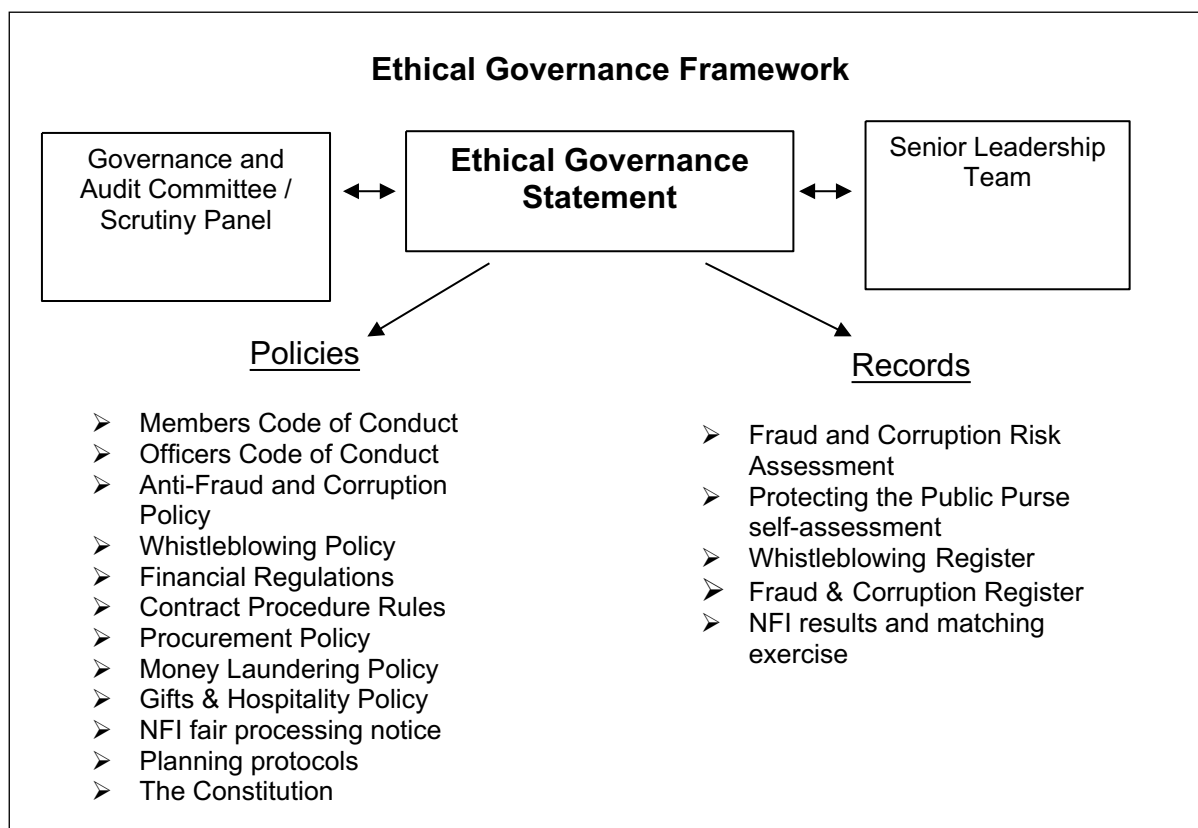 Ethical Governance Framework
Governance and
Audit Committee /
Scrutiny Panel
Ethical Governance
Statement
Senior Leadership
Team
Policies
➢ Members Code of Conduct
➢ Officers Code of Conduct
➢ Anti-Fraud and Corruption
Policy
➢ Whistleblowing Policy
➢ Financial Regulations
➢ Contract Procedure Rules
➢ Procurement Policy
➢ Money Laundering Policy
➢ Gifts & Hospitality Policy
➢ NFI fair processing notice
➢ Planning protocols
➢ The Constitution
Records
➢ Fraud and Corruption Risk
Assessment
➢ Protecting the Public Purse
self-assessment
➢ Whistleblowing Register
➢ Fraud & Corruption Register
➢ NFI results and matching
exercise